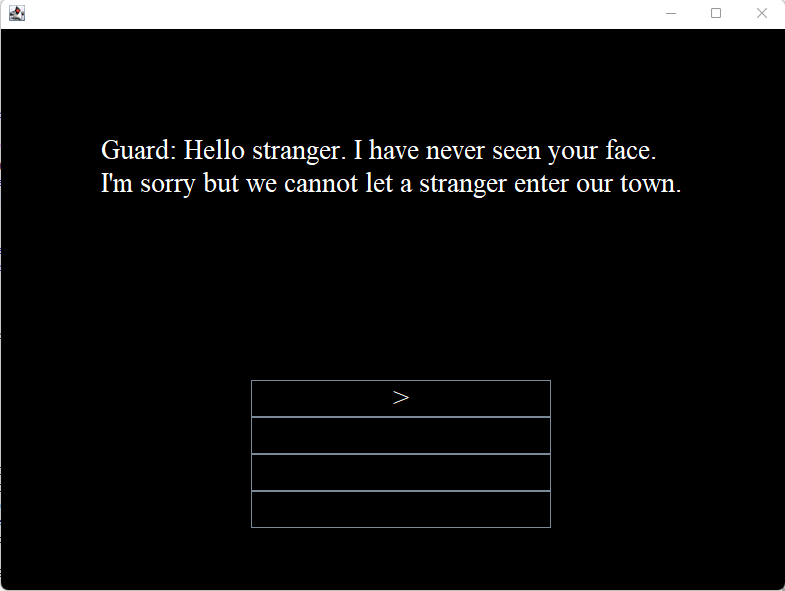 Guard: Hello stranger. I have never seen your face.
I'm sorry but we cannot let a stranger enter our town.
>